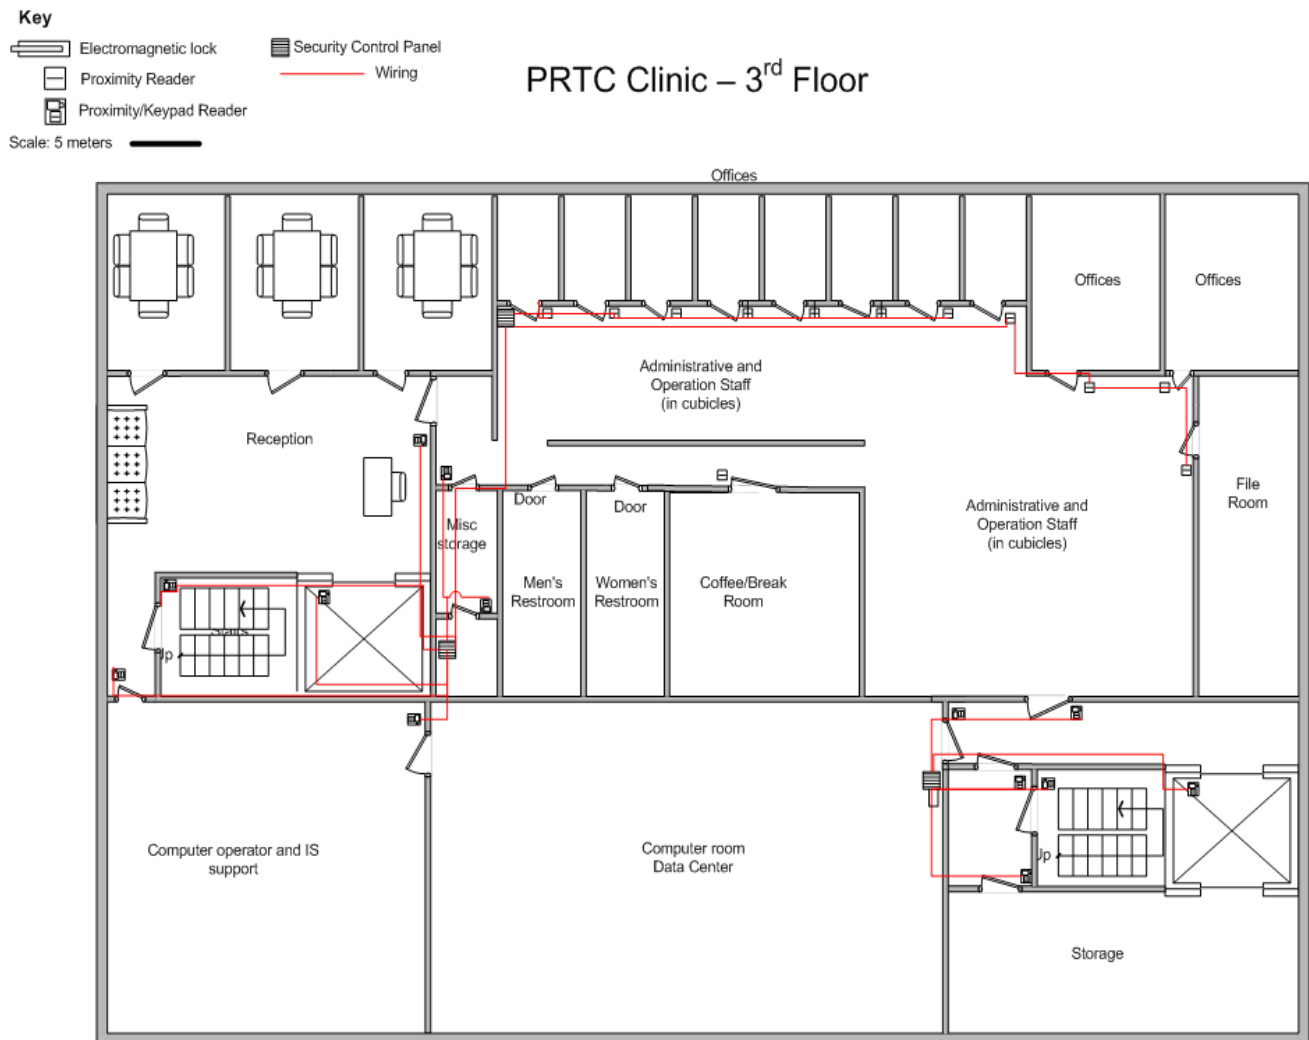 Key
Electromagnetic lock
Security Control Panel
Proximity Reader
Wiring
PRTC Clinic – 3rd Floor
Proximity/Keypad Reader
Scale: 5 meters
Offices
Offices
Offices
Administrative and
Operation Staff
(in cubicles)
Reception
File
Room
Door
Door
Administrative and
Operation Staff
(in cubicles)
Misc
storage
Men's
Restroom
Women's
Restroom
Coffee/Break
Room
Stairs
Up
Computer operator and IS
support
Computer room
Data Center
Up
Storage